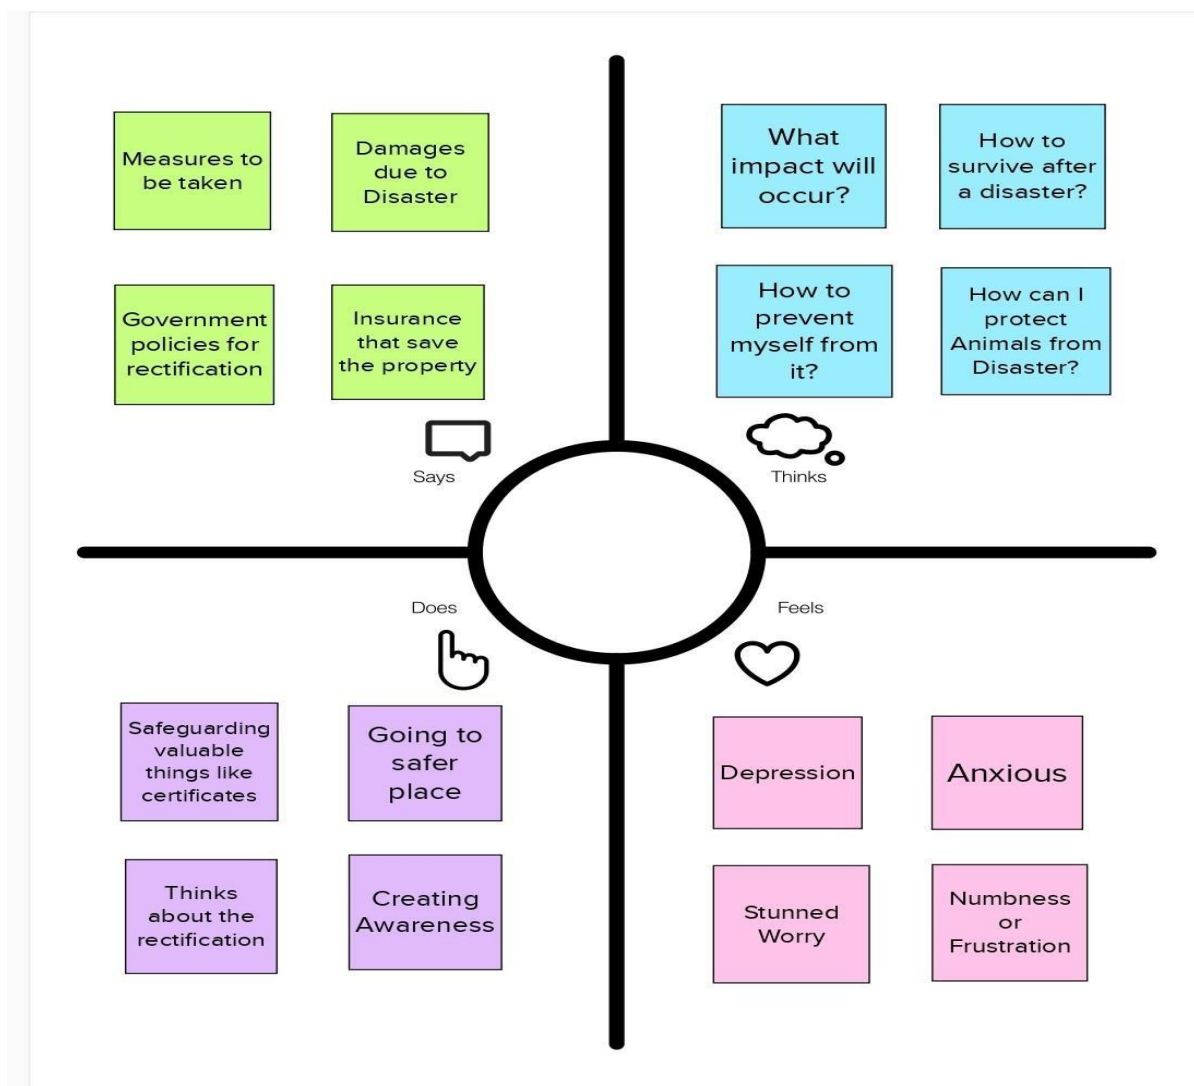 Measures to
be taken
Damages
due to
Disaster
Government
policies for
rectification
Insurance
that save
the property
Says
What
impact will
occur?
How to
survive after
a disaster?
How to
prevent
myself from
it?
How can I
protect
Animals from
Disaster?
Thinks
Does
Safeguarding
valuable
things like
certificates
Going to
safer
place
Thinks
about the
rectification
Creating
Awareness
Feels
Depression
Anxious
Stunned
Worry
Numbness
or
Frustration